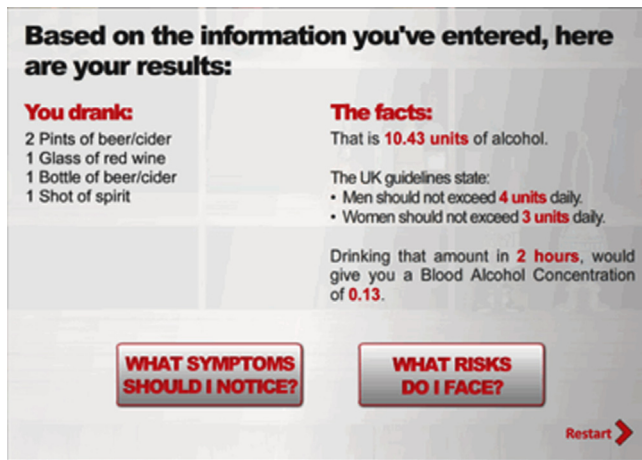 Based on the information you've entered, here
are your results:
You drank:
2 Pints of beer/cider
1 Glass of red wine
1 Bottle of beer/cider
1 Shot of spirit
The facts:
That is 10.43 units of alcohol.
The UK guidelines state:
• Men should not exceed 4 units daily.
• Women should not exceed 3 units daily.
Drinking that amount in 2 hours, would
give you a Blood Alcohol Concentration
of 0.13.
WHAT SYMPTOMS
SHOULD I NOTICE?
WHAT RISKS
DO I FACE?
Restart